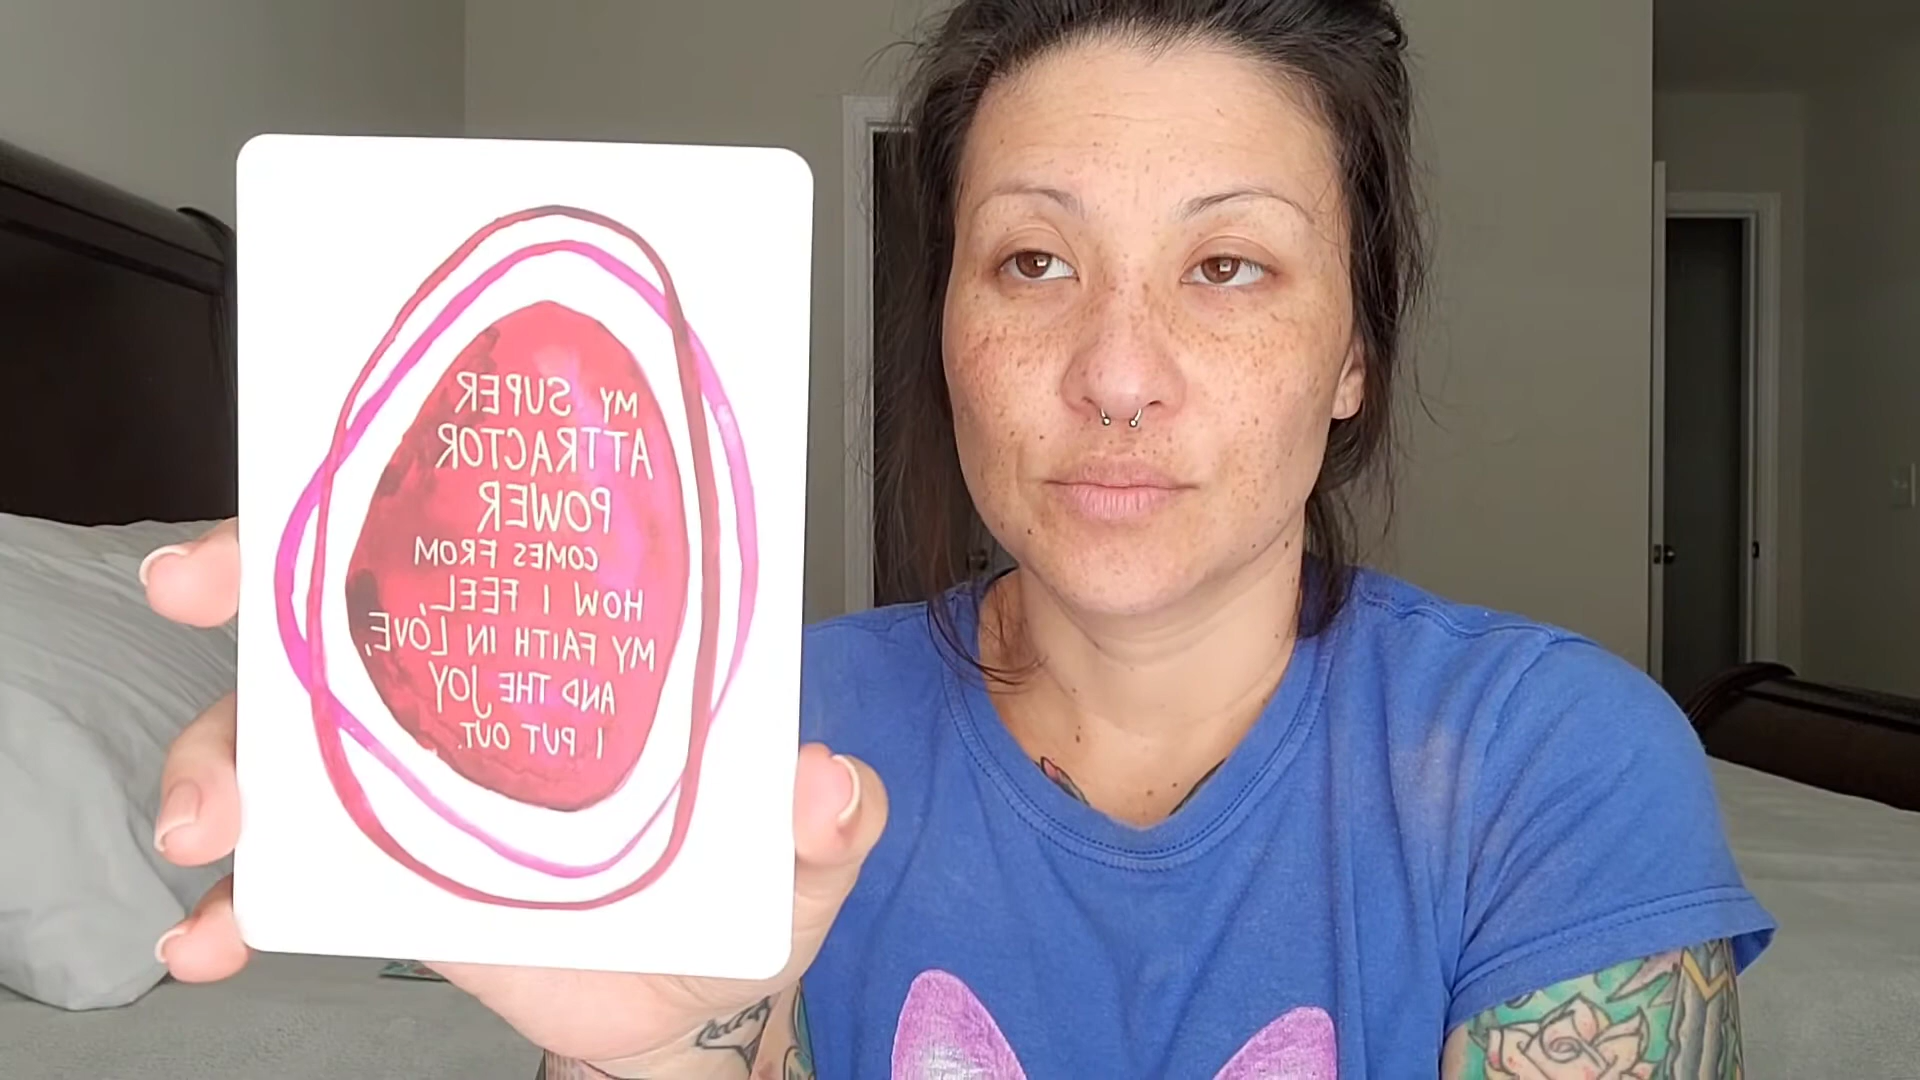 MY SUPER
ATTRACTOR
POWER
COMES FROM
HOW I FEEL,
MY FAITH IN LOVE,
AND THE JOY
I PUT OUT.